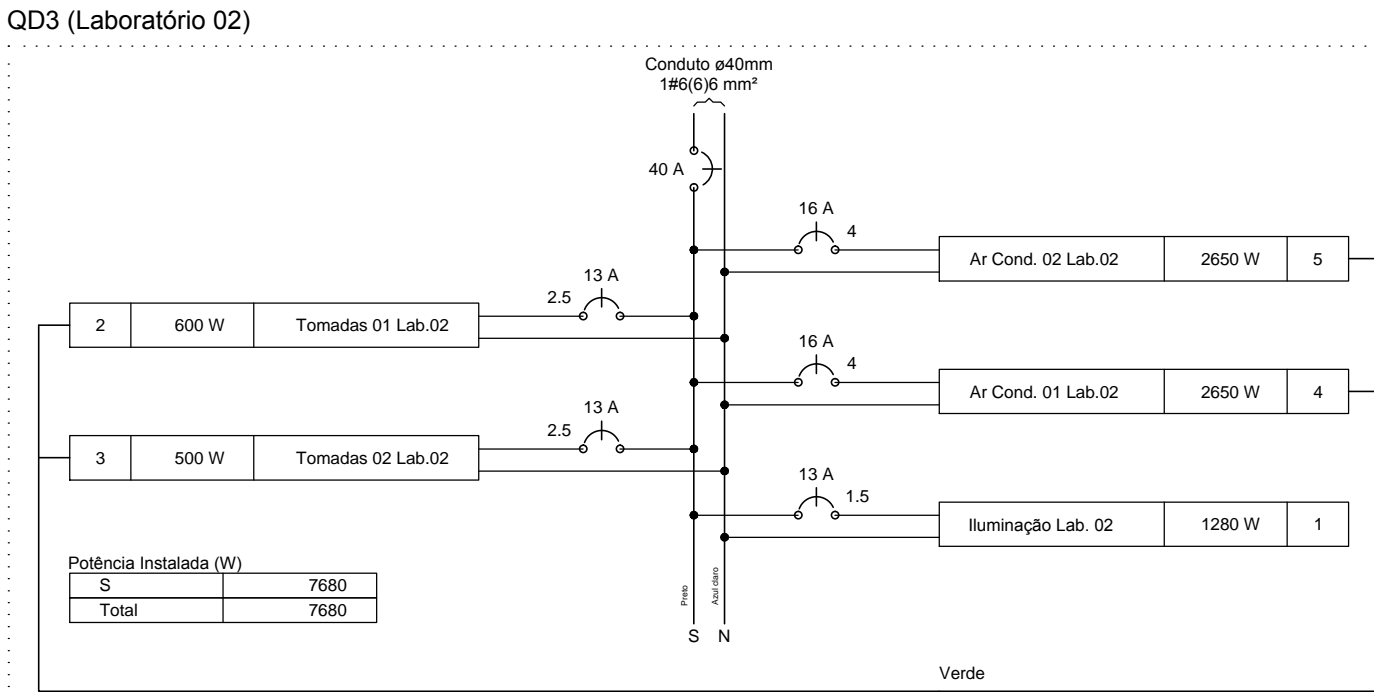 QD3 (Laboratório 02)
Conduto ø40mm
1#6(6)6 mm²
40 A
16 A
4
Ar Cond. 02 Lab.02 2650 W 5
13 A
2.5
2 600 W Tomadas 01 Lab.02
16 A
4
Ar Cond. 01 Lab.02 2650 W 4
13 A
2.5
3 500 W Tomadas 02 Lab.02
13 A
1.5
Iluminação Lab. 02 1280 W 1
Potência Instalada (W)
S 7680
Total 7680
Preto
Azul claro
S N
Verde